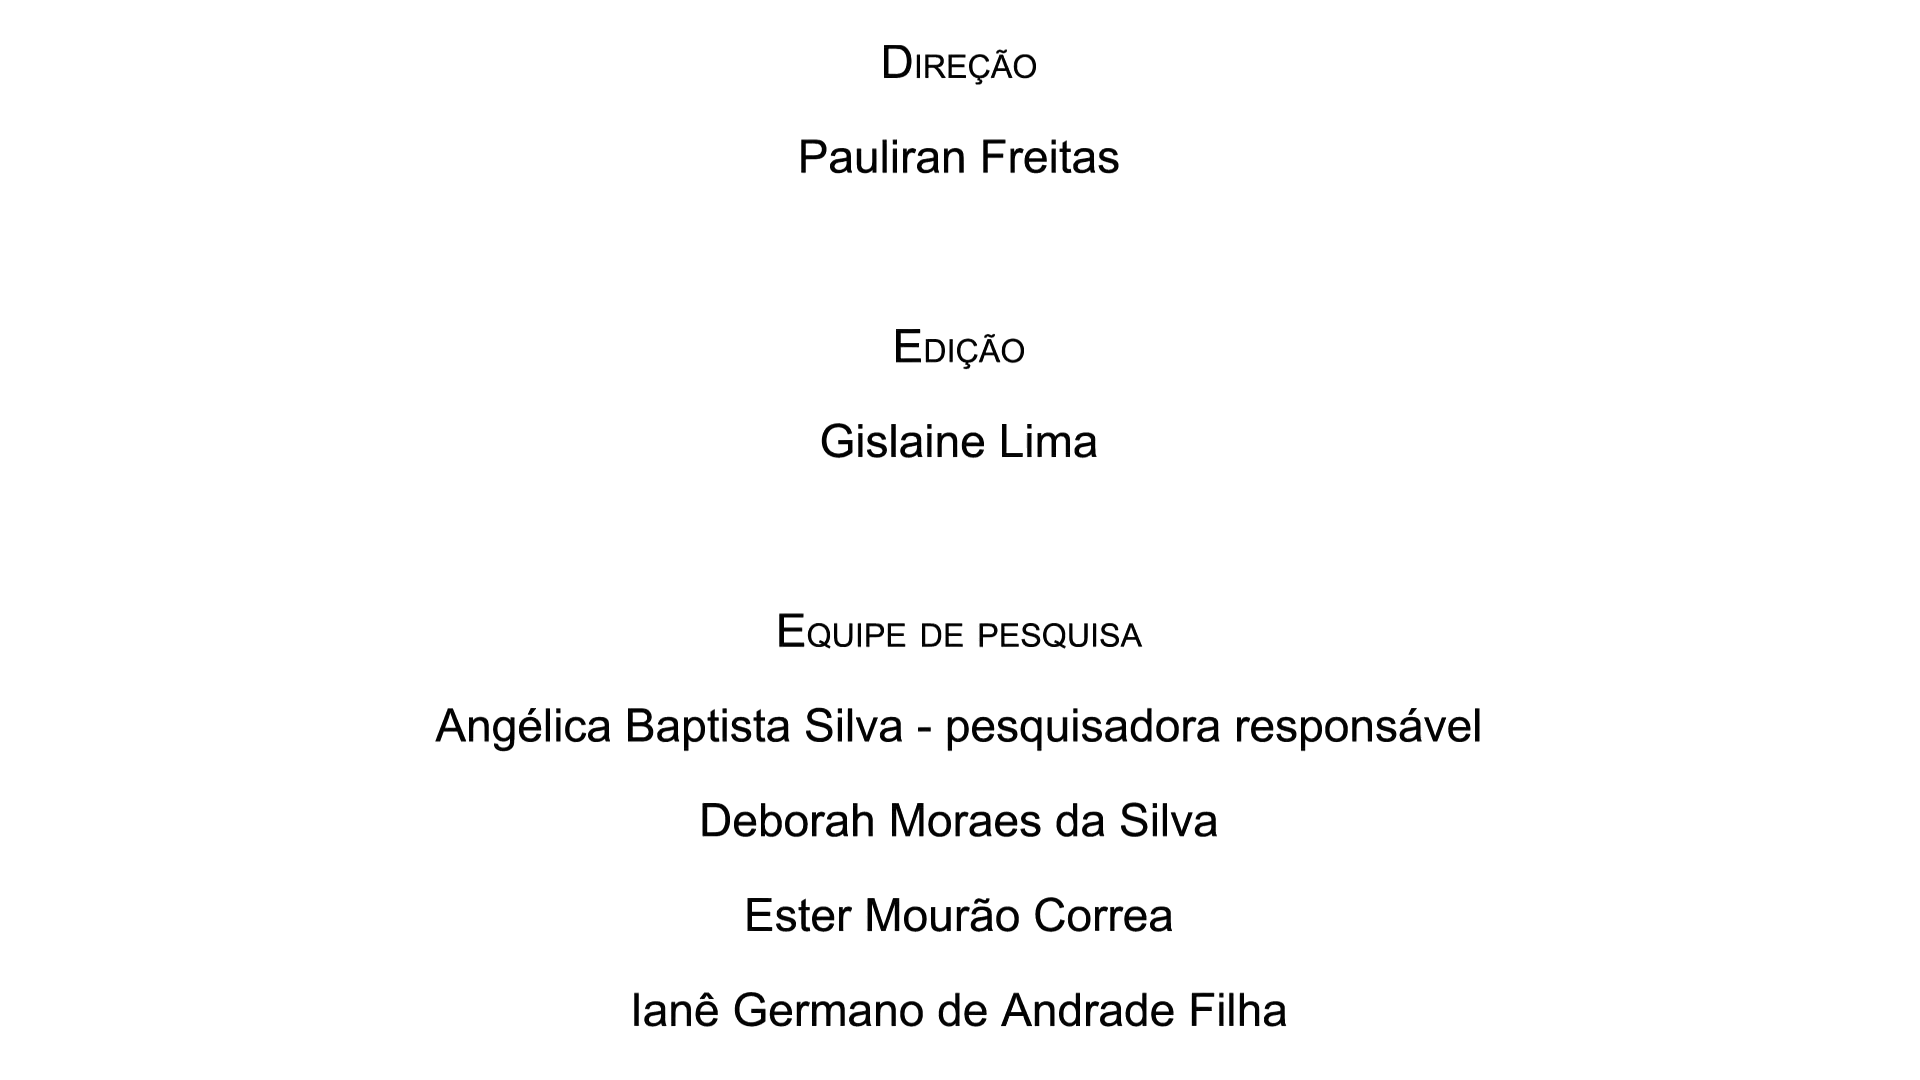 Direção
Pauliran Freitas
Edição
Gislaine Lima
Equipe de pesquisa
Angélica Baptista Silva - pesquisadora responsável
Deborah Moraes da Silva
Ester Mourão Correa
Ianê Germano de Andrade Filha